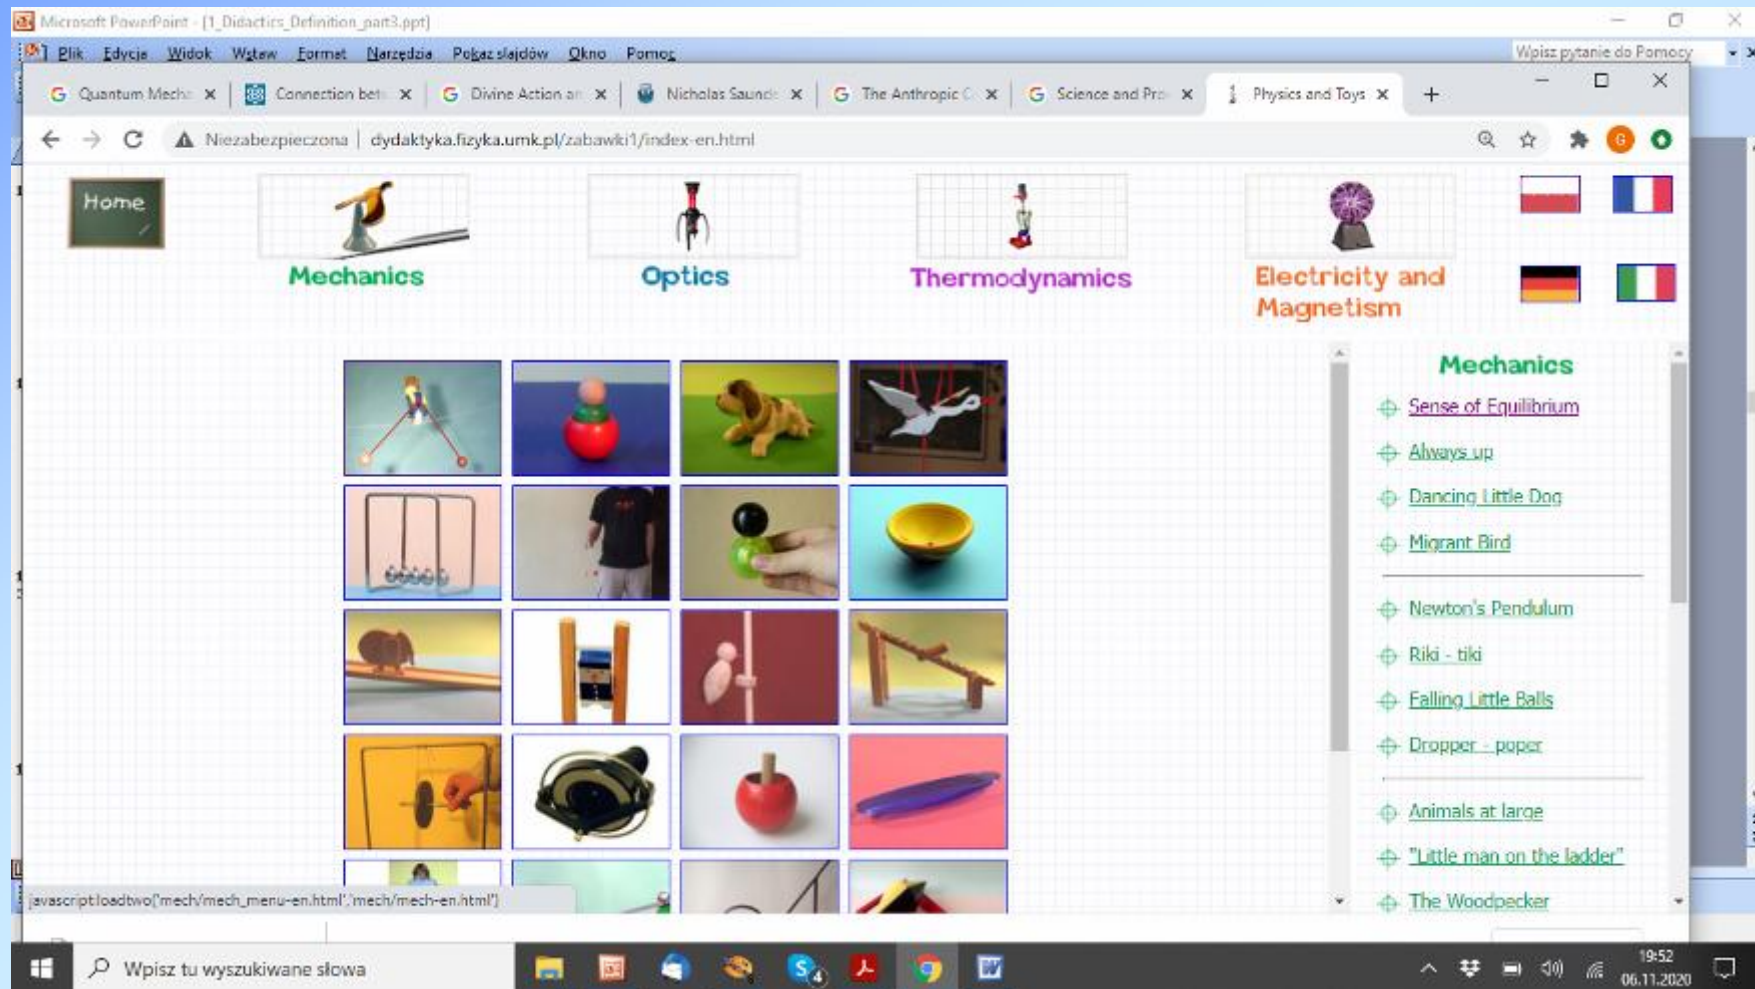 Microsoft PowerPoint - [1_Didactics_Definition_part3.ppt]
Plik Edycja Widok Wstaw Format Narzędzia Pokaz slajdów Okno Pomoc Wpisz pytanie do Pomocy
Quantum Mecha Connection bet Divine Action an Nicholas Saund The Anthropic C Science and Pro Physics and Toys
Niezabezpieczona | dydaktyka.fizyka.umk.pl/zabawki1/index-en.html
Home
Mechanics
Optics
Thermodynamics
Electricity and
Magnetism
Mechanics
Sense of Equilibrium
Always up
Dancing Little Dog
Migrant Bird
Newton's Pendulum
Riki - tiki
Falling Little Balls
Dropper - poper
Animals at large
"Little man on the ladder"
The Woodpecker
javascript:loadtwo('mech/mech_menu-en.html','mech/mech-en.html')
Wpisz tu wyszukiwane słowa
19:52
06.11.2020